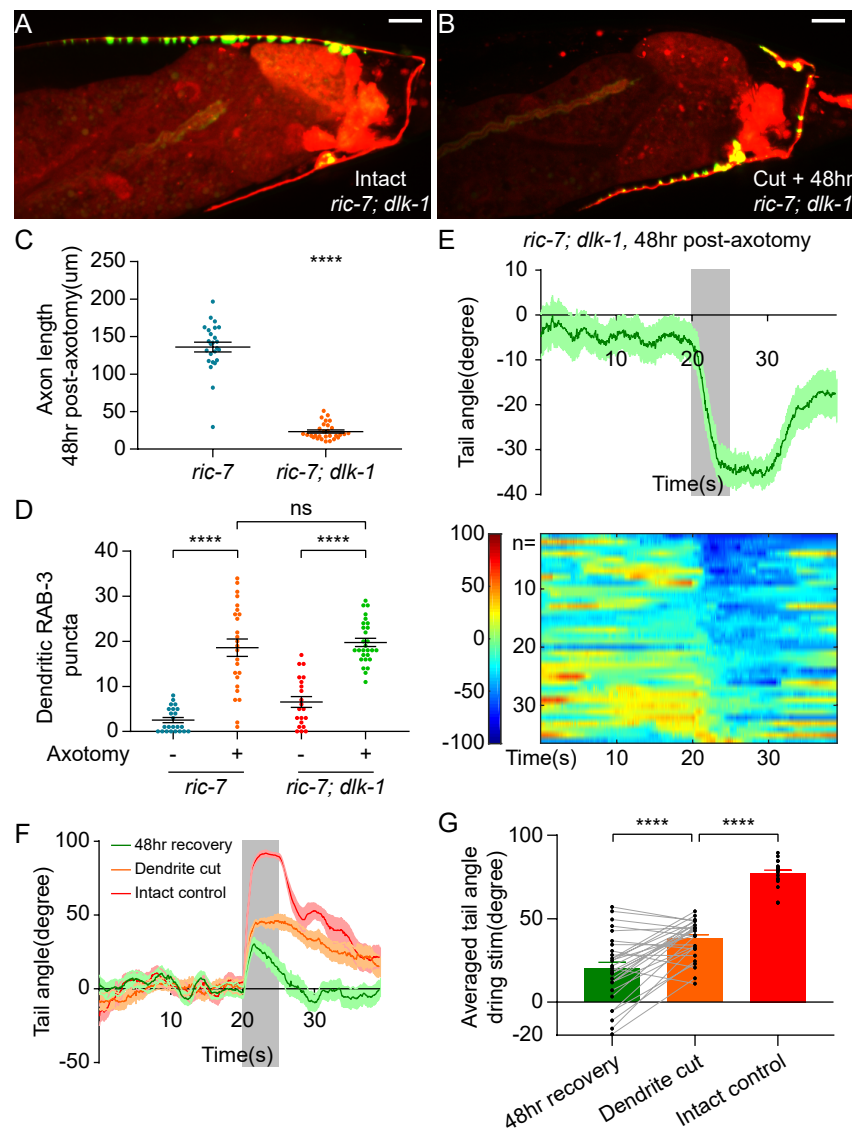 A
Intact
ric-7; dlk-1
B
Cut + 48hr
ric-7; dlk-1
C
Axon length
48hr post-axotomy(um)
250
200
150
100
50
0
****
ric-7
ric-7; dlk-1
D
Dendritic RAB-3
puncta
40
30
20
10
0
ns
****
****
Axotomy
-
+
-
+
ric-7
ric-7; dlk-1
E
ric-7; dlk-1, 48hr post-axotomy
Tail angle(degree)
10
0
-10
-20
-30
-40
10
20
30
Time(s)
100
50
0
-50
-100
n=
10
20
30
Time(s)
10
20
30
F
Tail angle(degree)
100
50
0
-50
48hr recovery
Dendrite cut
Intact control
10
20
30
Time(s)
G
Averaged tail angle
dring stim(degree)
100
50
0
-20
****
****
48hr recovery
Dendrite cut
Intact control